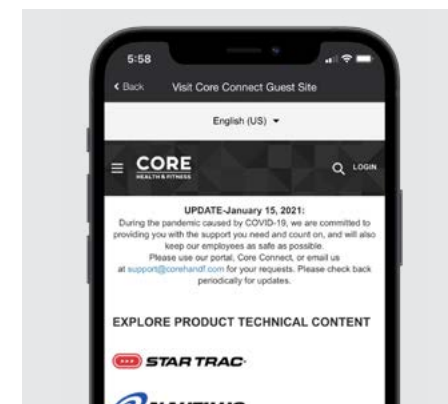 5:58
Back Visit Core Connect Guest Site
English (US)
CORE
HEALTH & FITNESS
LOGIN
UPDATE-January 15, 2021:
During the pandemic caused by COVID-19, we are committed to
providing you with the support you need and count on, and will also
keep our employees as safe as possible.
Please use our portal, Core Connect, or email us
at support@corehandf.com for your requests. Please check back
periodically for updates.
EXPLORE PRODUCT TECHNICAL CONTENT
STAR TRAC
NAUTILUS